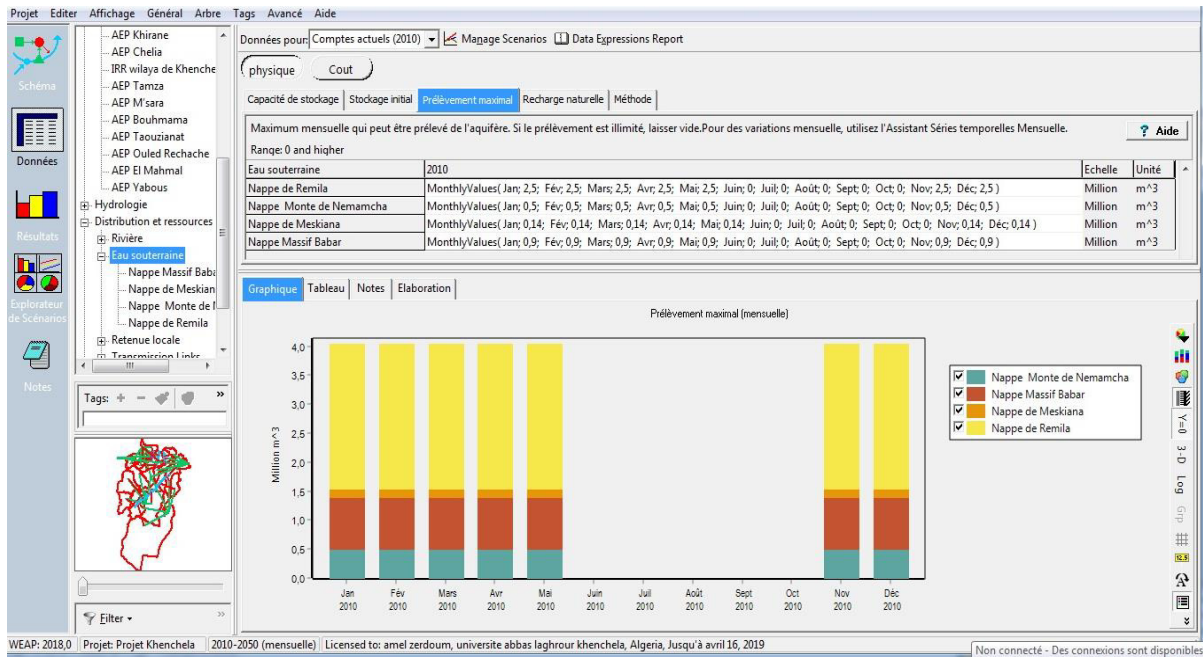 Projet Editer Affichage Général Arbre Tags Avancé Aide
Schéma
Données
Résultats
Explorateur de Scénarios
Notes
AEP Khirane
AEP Chelia
IRR wilaya de Khenche
AEP Tamza
AEP M'sara
AEP Bouhmama
AEP Taouzianat
AEP Ouled Rechache
AEP El Mahmal
AEP Yabous
Hydrologie
Distribution et ressources
Rivière
Eau souterraine
Nappe Massif Baba
Nappe de Meskian
Nappe Monte de
Nappe de Remila
Retenue locale
Transmission Links
Tags:
Filter
Données pour: Comptes actuels (2010) Manage Scenarios Data Expressions Report
physique Cout
Capacité de stockage Stockage initial Prélèvement maximal Recharge naturelle Méthode
Maximum mensuelle qui peut être prélevé de l'aquifère. Si le prélèvement est illimité, laisser vide.Pour des variations mensuelle, utilisez l'Assistant Séries temporelles Mensuelle. ? Aide
Range: 0 and higher
Eau souterraine 2010 Echelle Unité
Nappe de Remila MonthlyValues( Jan; 2,5; Fév; 2,5; Mars; 2,5; Avr; 2,5; Mai; 2,5; Juin; 0; Juil; 0; Août; 0; Sept; 0; Oct; 0; Nov; 2,5; Déc; 2,5 ) Million m^3
Nappe Monte de Nemamcha MonthlyValues( Jan; 0,5; Fév; 0,5; Mars; 0,5; Avr; 0,5; Mai; 0,5; Juin; 0; Juil; 0; Août; 0; Sept; 0; Oct; 0; Nov; 0,5; Déc; 0,5 ) Million m^3
Nappe de Meskiana MonthlyValues( Jan; 0,14; Fév; 0,14; Mars; 0,14; Avr; 0,14; Mai; 0,14; Juin; 0; Juil; 0; Août; 0; Sept; 0; Oct; 0; Nov; 0,14; Déc; 0,14 ) Million m^3
Nappe Massif Babar MonthlyValues( Jan; 0,9; Fév; 0,9; Mars; 0,9; Avr; 0,9; Mai; 0,9; Juin; 0; Juil; 0; Août; 0; Sept; 0; Oct; 0; Nov; 0,9; Déc; 0,9 ) Million m^3
Graphique Tableau Notes Elaboration
Prélèvement maximal (mensuelle)
Million m^3
4,0
3,5
3,0
2,5
2,0
1,5
1,0
0,5
0,0
Jan Fév Mars Avr Mai Juin Juil Août Sept Oct Nov Déc
2010 2010 2010 2010 2010 2010 2010 2010 2010 2010 2010 2010
Nappe Monte de Nemamcha
Nappe Massif Babar
Nappe de Meskiana
Nappe de Remila
Y=0
3-D
Log
Grp
12.5
WEAP: 2018,0 Projet: Projet Khenchela 2010-2050 (mensuelle) Licensed to: amel zerdoum, universite abbas laghrour khenchela, Algeria, Jusqu'à avril 16, 2019
Non connecté - Des connexions sont disponibles